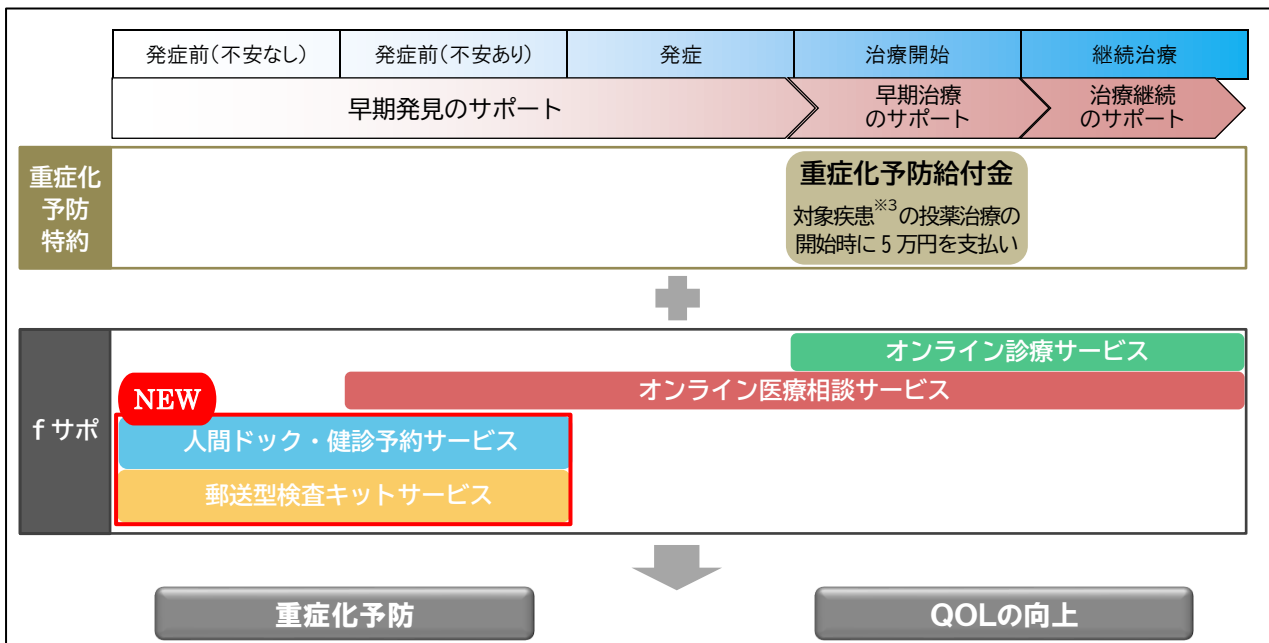 発症前(不安なし)
発症前(不安あり)
発症
治療開始
継続治療
早期発見のサポート
早期治療
のサポート
治療継続
のサポート
重症化
予防
特約
重症化予防給付金
対象疾患※3の投薬治療の
開始時に5万円を支払い
fサポ
オンライン診療サービス
オンライン医療相談サービス
NEW
人間ドック・健診予約サービス
郵送型検査キットサービス
重症化予防
QOLの向上